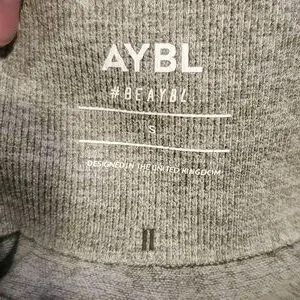 AYBL
#BEAYBL
S
DESIGNED IN THE UNITED KINGDOM